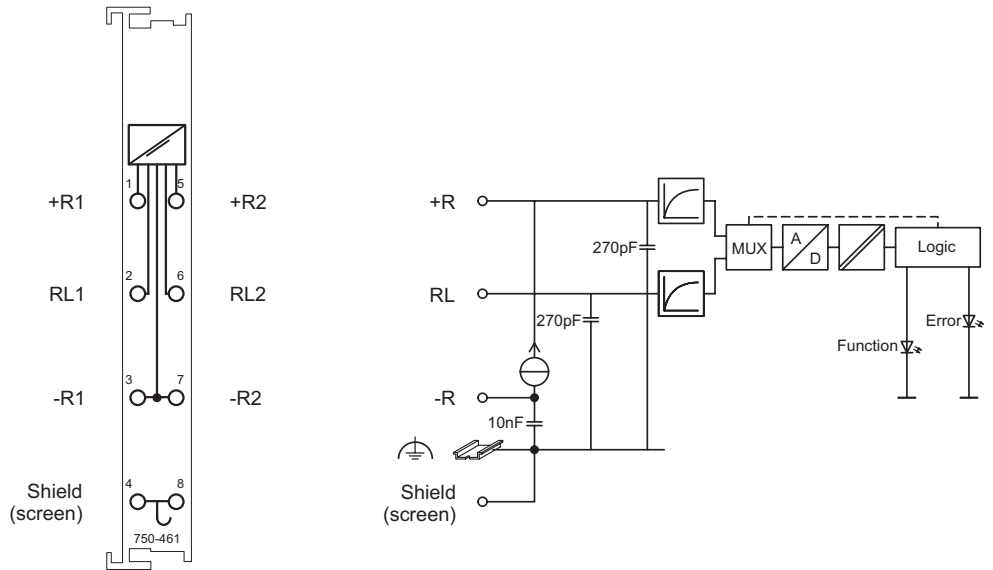 1
5
+R1
+R2
2
6
RL1
RL2
3
7
-R1
-R2
4
8
Shield
(screen)
750-461
+R
270pF
MUX
A
D
Logic
RL
270pF
Error
Function
-R
10nF
Shield
(screen)